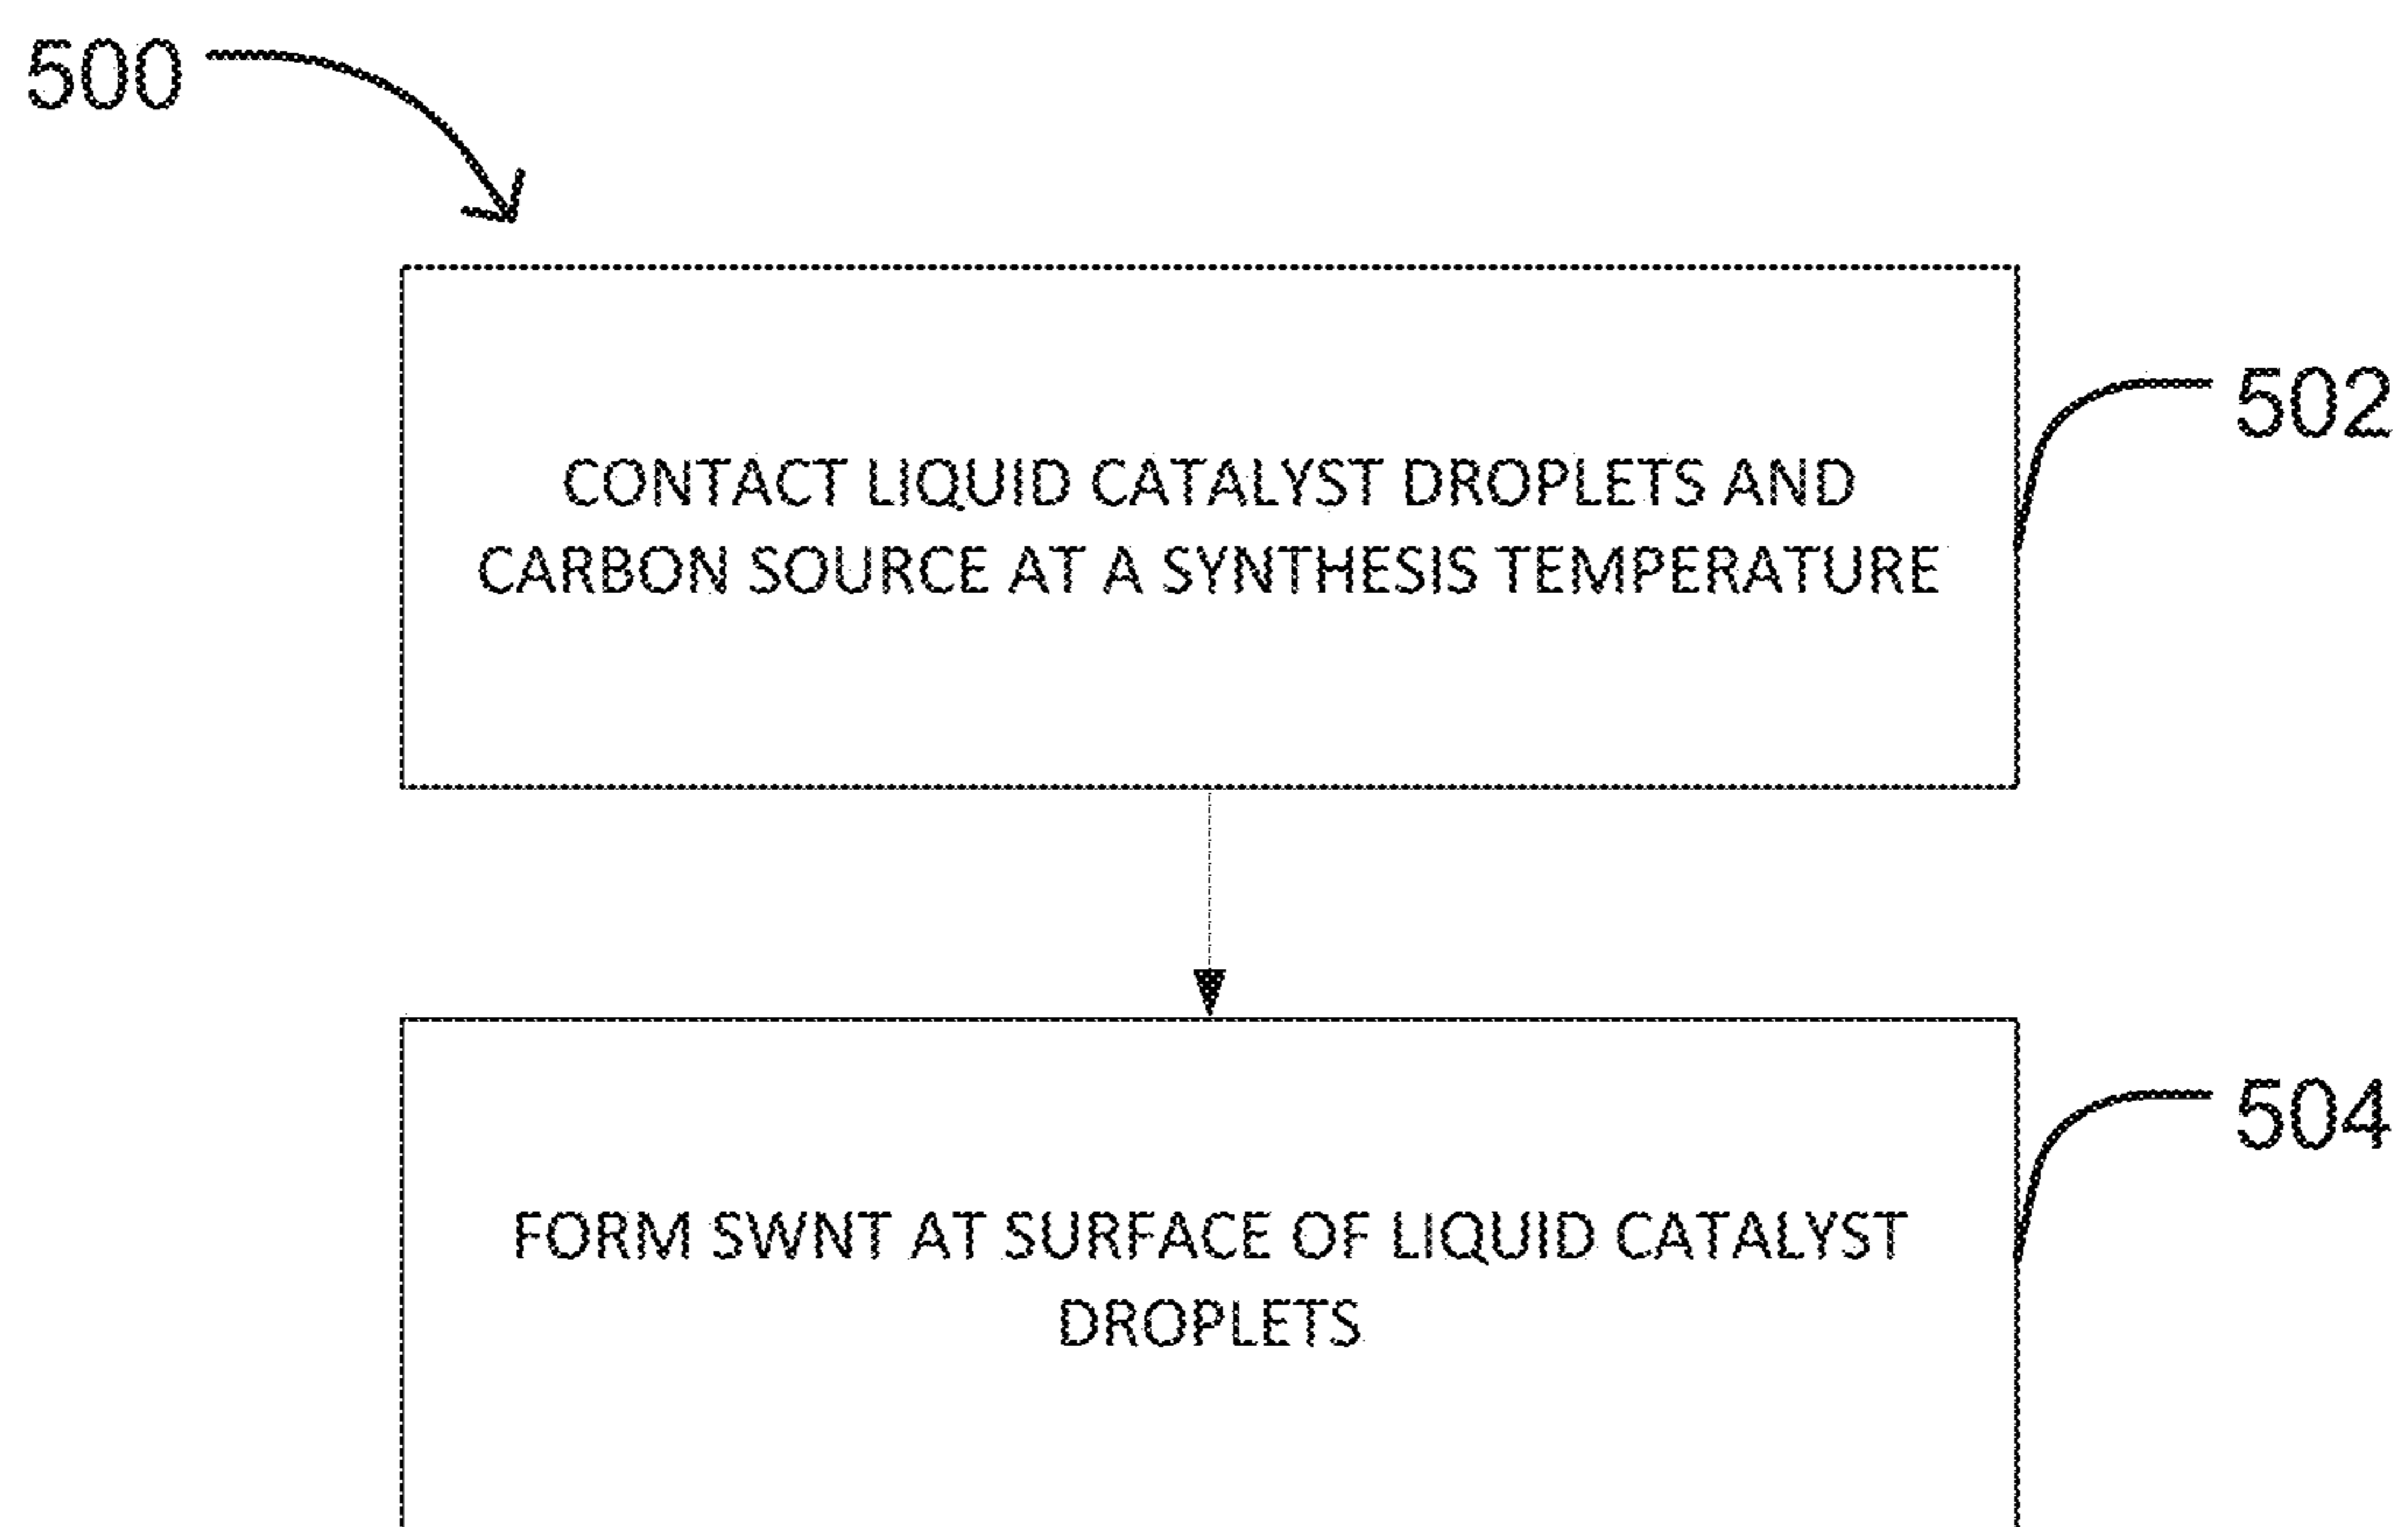 500
502
CONTACT LIQUID CATALYST DROPLETS AND
CARBON SOURCE AT A SYNTHESIS TEMPERATURE
504
FORM SWNT AT SURFACE OF LIQUID CATALYST
DROPLETS